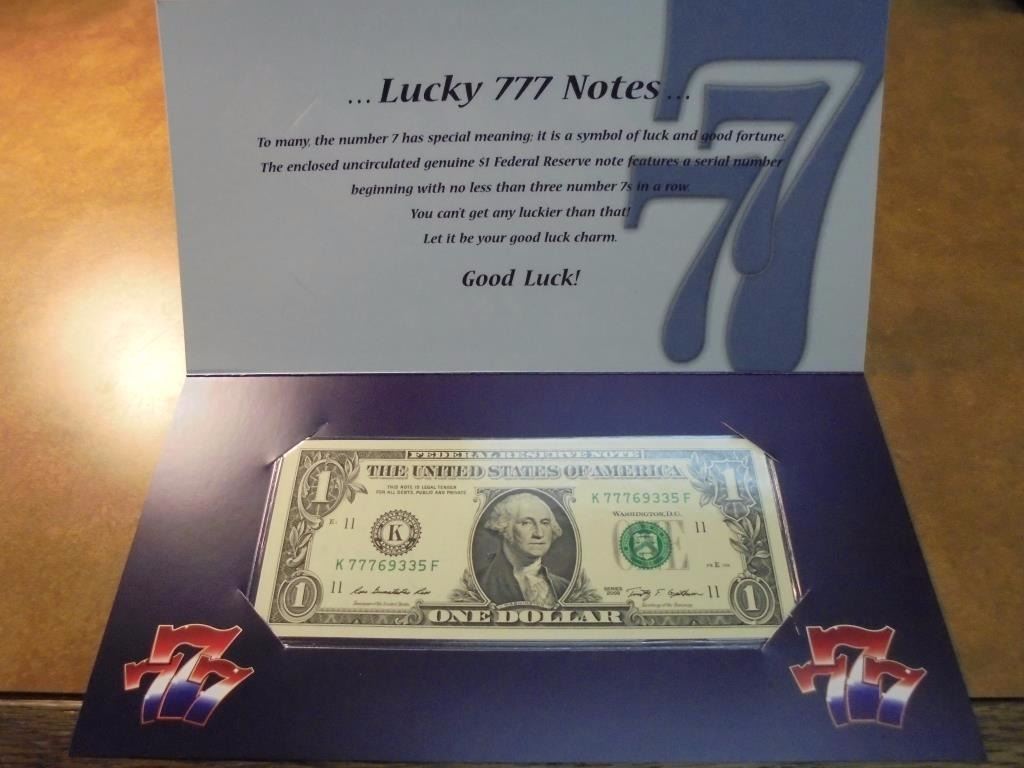 ...Lucky 777 Notes...
To many, the number 7 has special meaning; it is a symbol of luck and good fortune.
The enclosed uncirculated genuine $1 Federal Reserve note features a serial number
beginning with no less than three number 7s in a row.
You can't get any luckier than that!
Let it be your good luck charm.
Good Luck!
77
FEDERAL RESERVE NOTE
THE UNITED STATES OF AMERICA
THIS NOTE IS LEGAL TENDER
FOR ALL DEBTS, PUBLIC AND PRIVATE
1
1
K 77769335 F
WASHINGTON, D.C.
11
K
ONE
11
K 77769335 F
11
SERIES
11
1
ONE DOLLAR
1
777
777